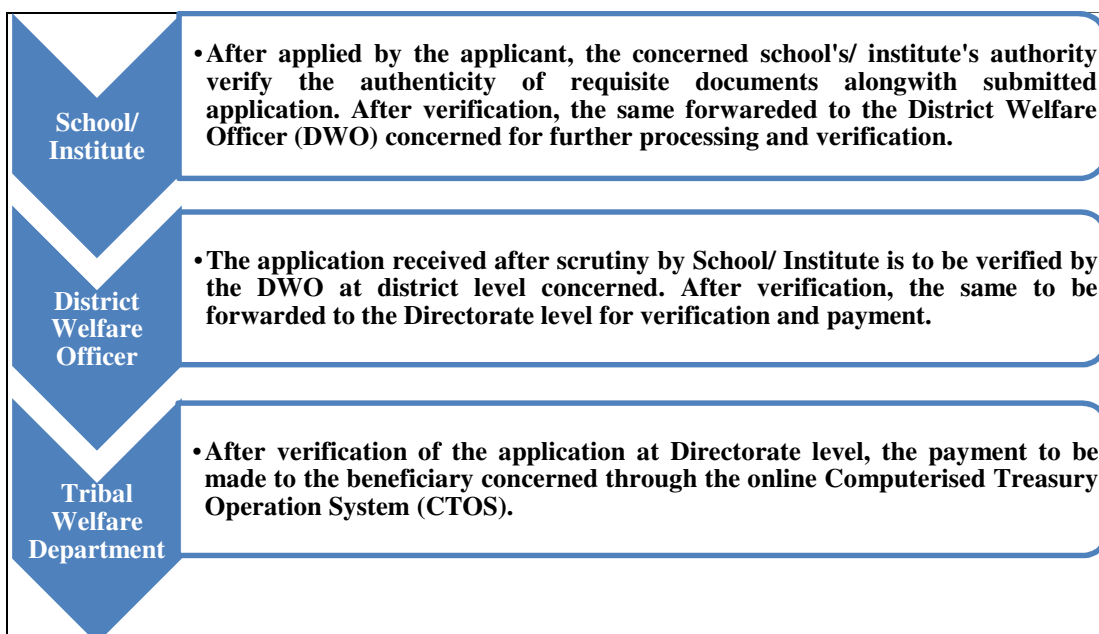 School/
Institute
•After applied by the applicant, the concerned school's/ institute's authority
verify the authenticity of requisite documents alongwith submitted
application. After verification, the same forwareded to the District Welfare
Officer (DWO) concerned for further processing and verification.
District
Welfare
Officer
•The application received after scrutiny by School/ Institute is to be verified by
the DWO at district level concerned. After verification, the same to be
forwarded to the Directorate level for verification and payment.
Tribal
Welfare
Department
•After verification of the application at Directorate level, the payment to be
made to the beneficiary concerned through the online Computerised Treasury
Operation System (CTOS).